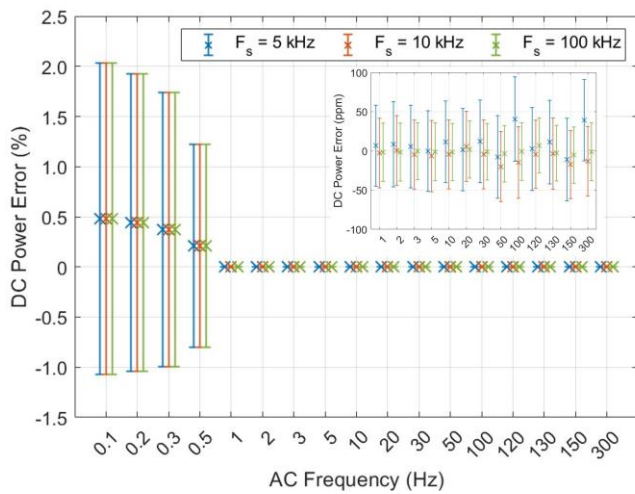 2.5
2.0
1.5
1.0
0.5
0
-0.5
-1.0
-1.5
DC Power Error (%)
F_s = 5 kHz F_s = 10 kHz F_s = 100 kHz
100
50
0
-50
-100
DC Power Error (ppm)
1 2 3 5 10 20 30 50 100 120 130 150 300
0.1 0.2 0.3 0.5 1 2 3 5 10 20 30 50 100 120 130 150 300
AC Frequency (Hz)